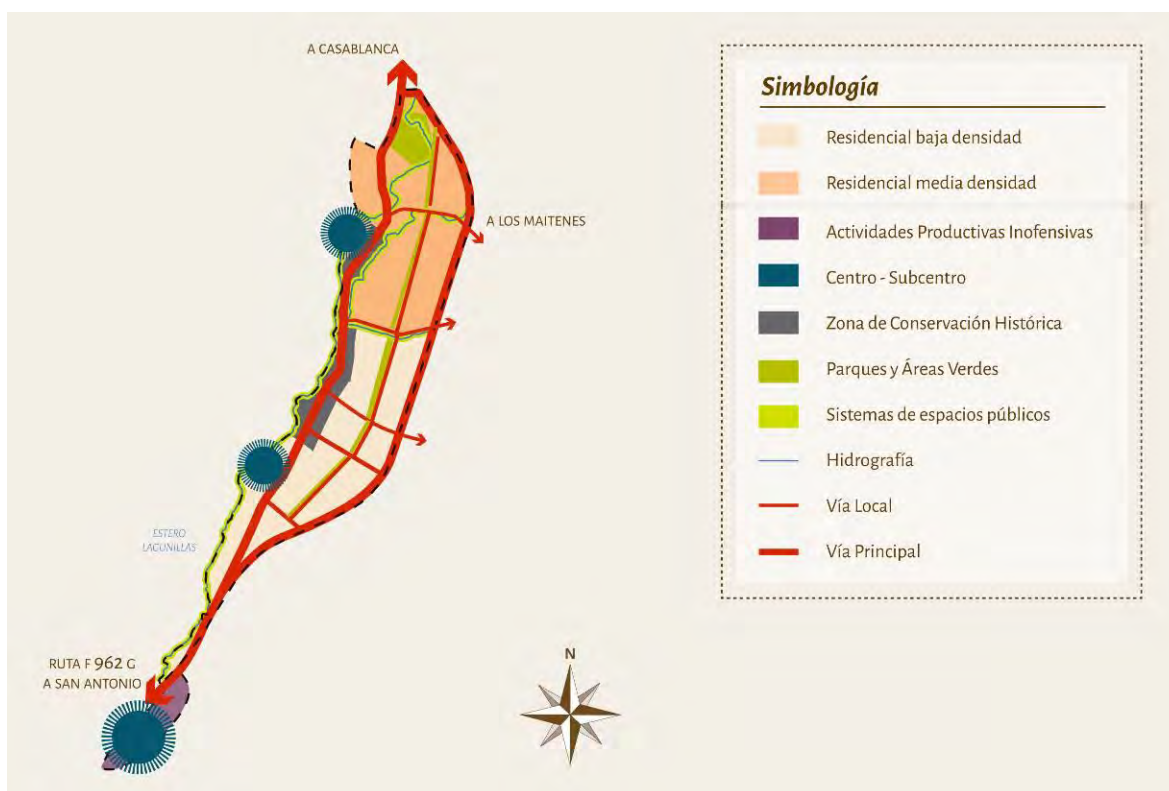 A CASABLANCA
A LOS MAITENES
ESTERO
LAGUNILLAS
RUTA F 962 G
A SAN ANTONIO
N
Simbología
Residencial baja densidad
Residencial media densidad
Actividades Productivas Inofensivas
Centro - Subcentro
Zona de Conservación Histórica
Parques y Áreas Verdes
Sistemas de espacios públicos
Hidrografía
Vía Local
Vía Principal